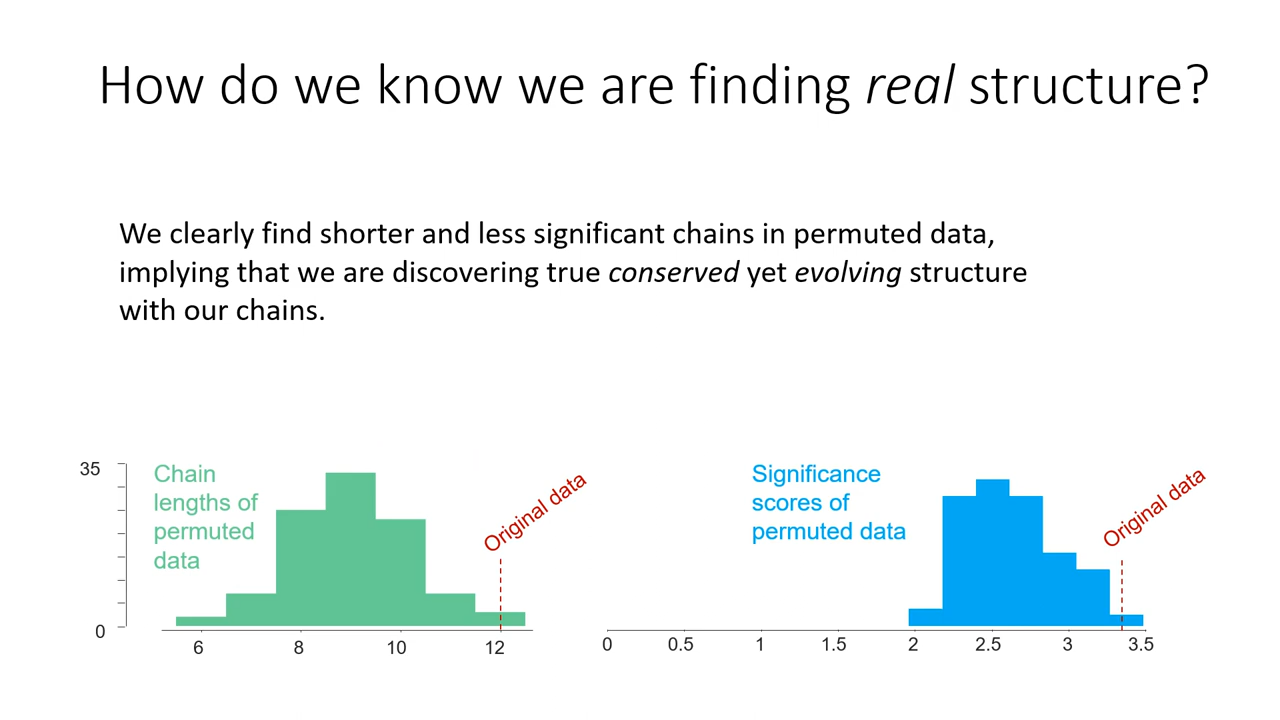 How do we know we are finding real structure?
We clearly find shorter and less significant chains in permuted data,
implying that we are discovering true conserved yet evolving structure
with our chains.
35
0
Chain
lengths of
permuted
data
Original data
6
8
10
12
Significance
scores of
permuted data
Original data
0
0.5
1
1.5
2
2.5
3
3.5